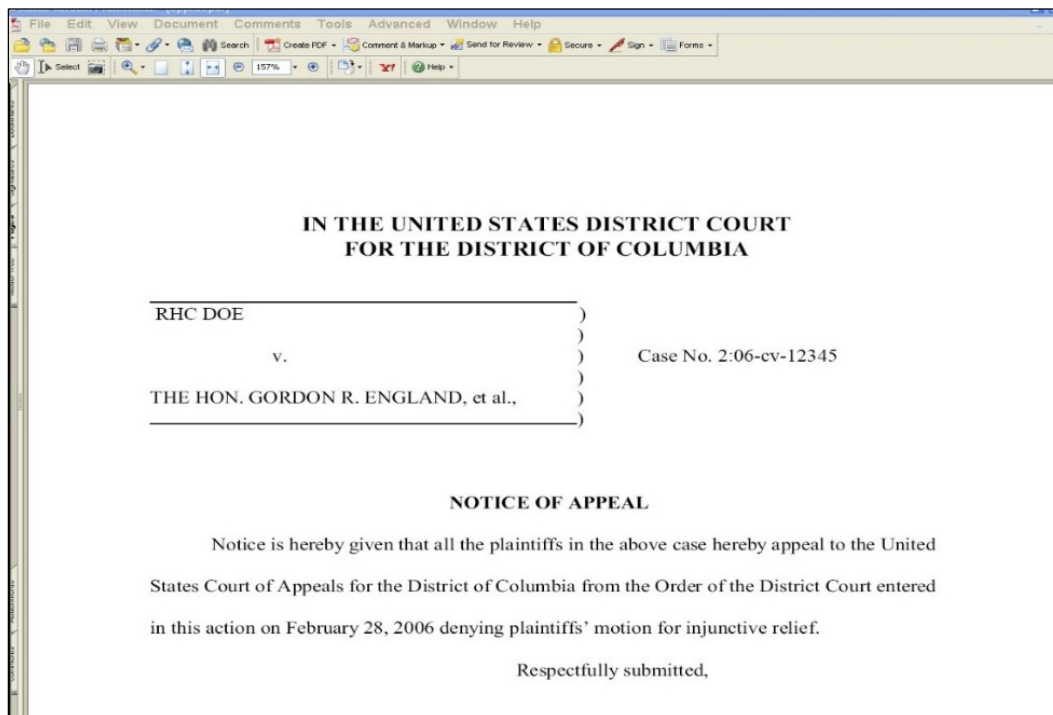 File Edit View Document Comments Tools Advanced Window Help
Search Create PDF Comment & Markup Send for Review Secure Sign Forms
Select 157% Help
IN THE UNITED STATES DISTRICT COURT
FOR THE DISTRICT OF COLUMBIA
RHC DOE )
)
v. ) Case No. 2:06-cv-12345
)
THE HON. GORDON R. ENGLAND, et al., )
)
NOTICE OF APPEAL
Notice is hereby given that all the plaintiffs in the above case hereby appeal to the United
States Court of Appeals for the District of Columbia from the Order of the District Court entered
in this action on February 28, 2006 denying plaintiffs’ motion for injunctive relief.
Respectfully submitted,